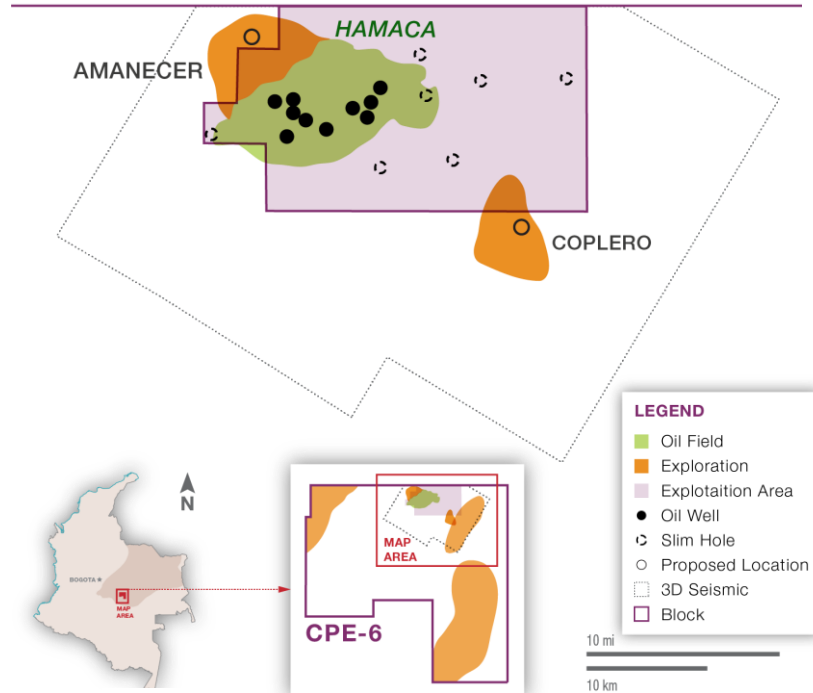 HAMACA
AMANECER
COPLERO
LEGEND
Oil Field
Exploration
Explotaition Area
Oil Well
Slim Hole
Proposed Location
3D Seismic
Block
N
BOGOTA
MAP
AREA
MAP
AREA
CPE-6
10 mi
10 km